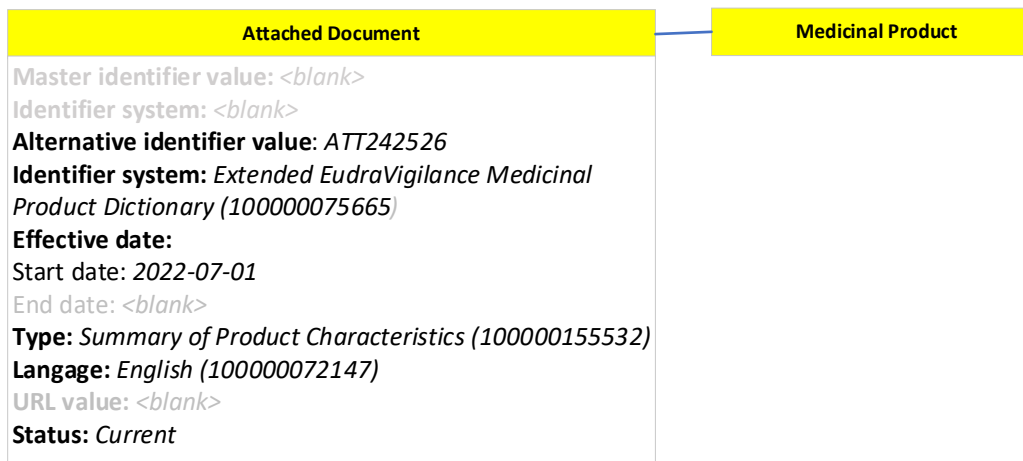 Attached Document
Medicinal Product
Master identifier value: <blank>
Identifier system: <blank>
Alternative identifier value: ATT242526
Identifier system: Extended EudraVigilance Medicinal
Product Dictionary (100000075665)
Effective date:
Start date: 2022-07-01
End date: <blank>
Type: Summary of Product Characteristics (100000155532)
Langage: English (100000072147)
URL value: <blank>
Status: Current